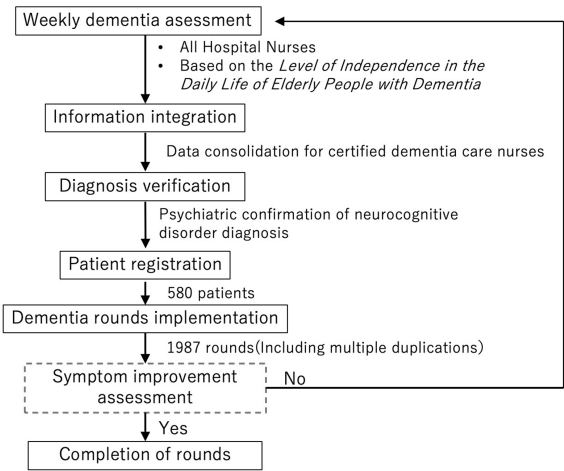 Weekly dementia assessment
• All Hospital Nurses
• Based on the Level of Independence in the
Daily Life of Elderly People with Dementia
Information integration
Data consolidation for certified dementia care nurses
Diagnosis verification
Psychiatric confirmation of neurocognitive
disorder diagnosis
Patient registration
580 patients
Dementia rounds implementation
1987 rounds(Including multiple duplications)
Symptom improvement
assessment
No
Yes
Completion of rounds